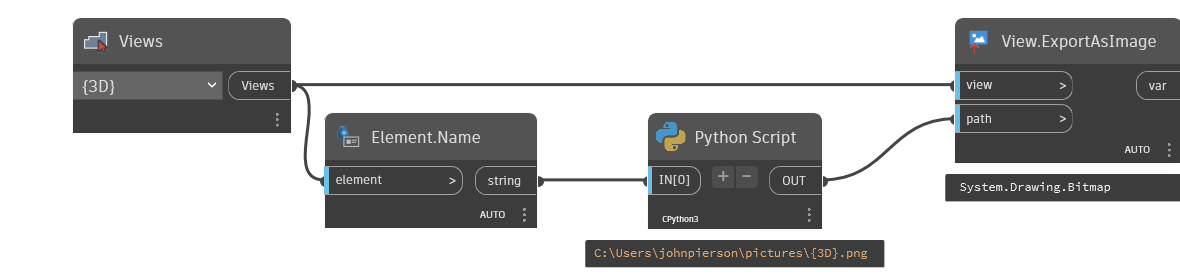 Views
{3D}
Views
Element.Name
element >
string
AUTO
Python Script
IN[0]
+ −
OUT
CPython3
C:\Users\johnpierson\pictures\{3D}.png
View.ExportAsImage
view >
var
path >
AUTO
System.Drawing.Bitmap